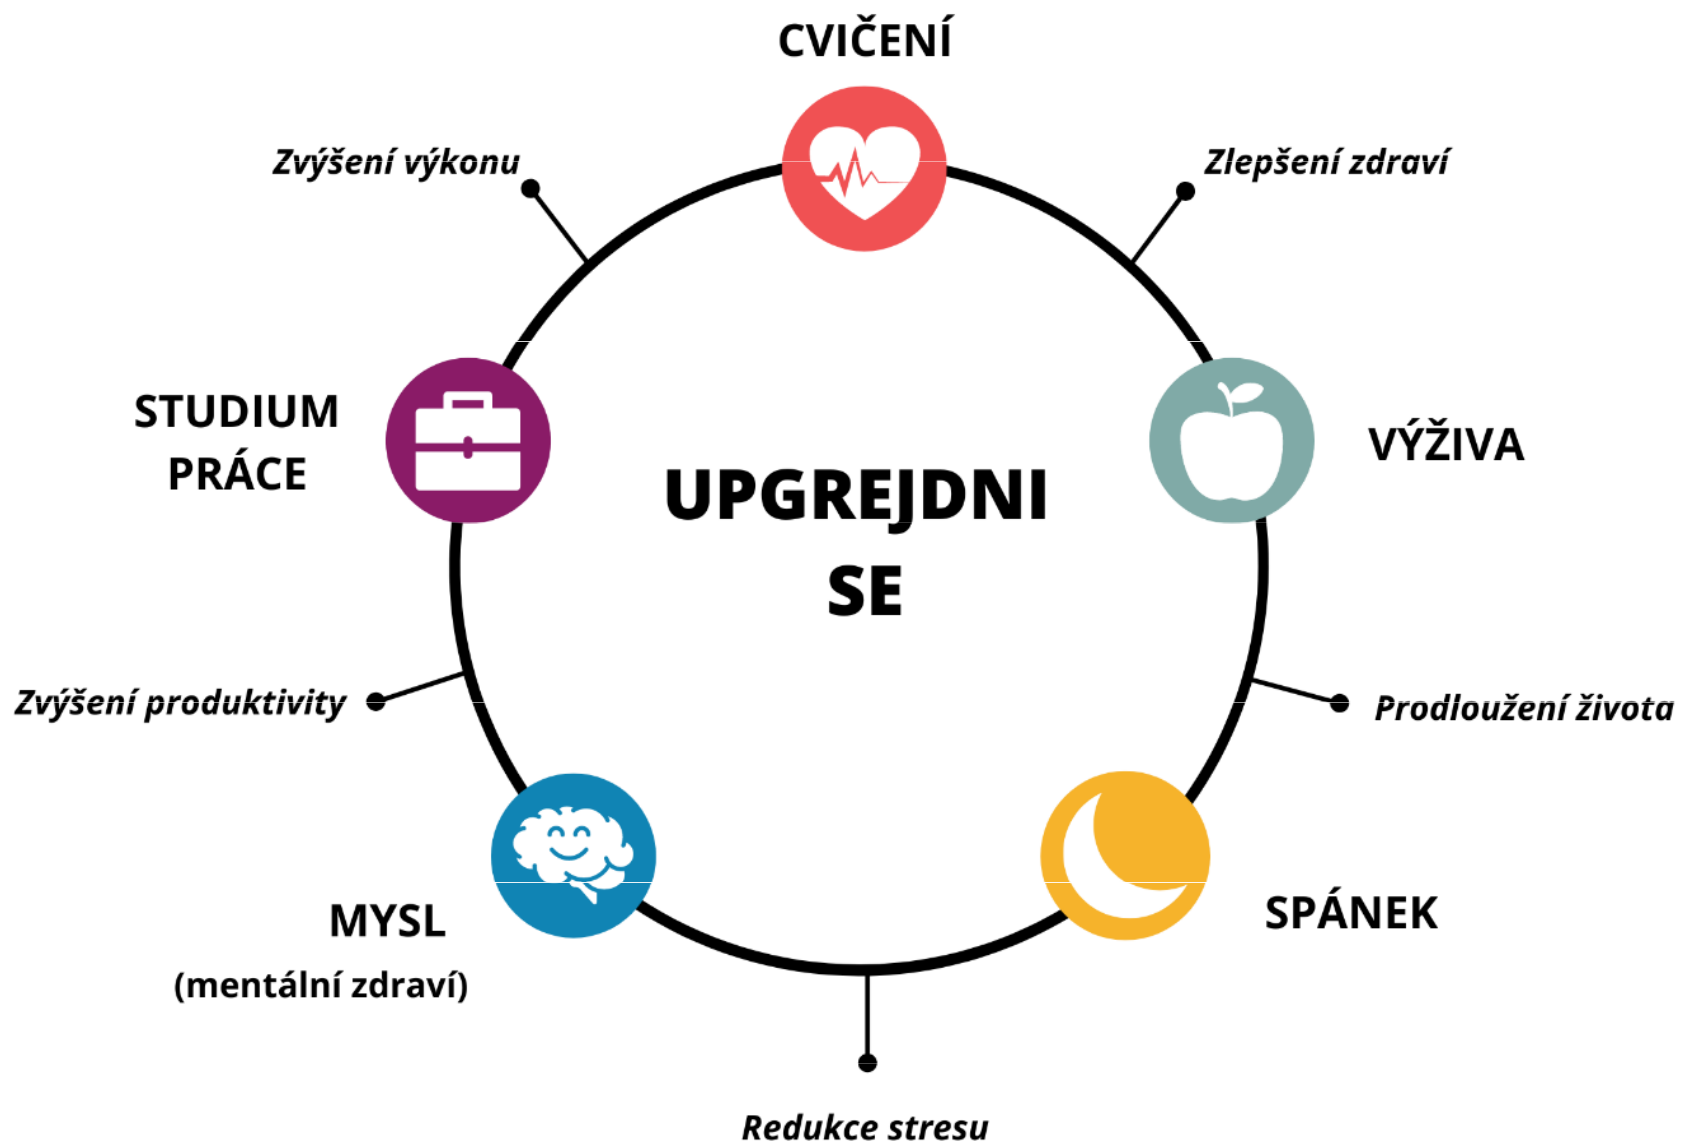 CVIČENÍ
Zvýšení výkonu
Zlepšení zdraví
STUDIUM
PRÁCE
VÝŽIVA
UPGREJDNI
SE
Zvýšení produktivity
Prodloužení života
MYSL
(mentální zdraví)
SPÁNEK
Redukce stresu